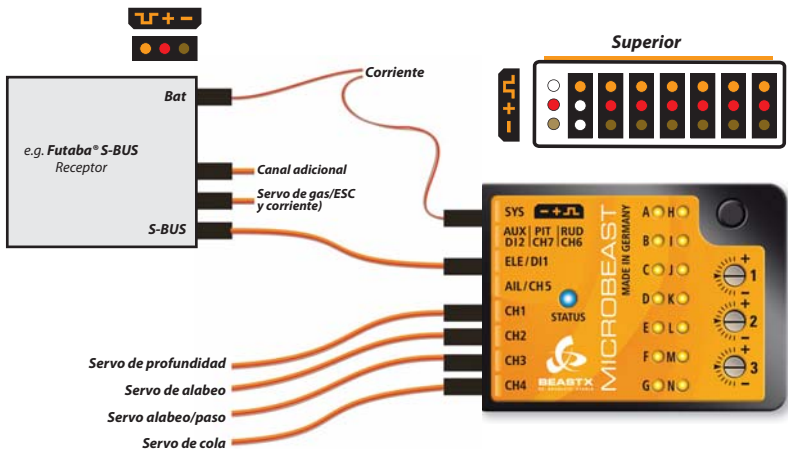 Superior
Corriente
Bat
e.g. Futaba® S-BUS
Receptor
Canal adicional
Servo de gas/ESC
y corriente)
S-BUS
SYS
AUX | PIT | RUD
DI2 | CH7 | CH6
ELE / DI1
AIL / CH5
CH1
CH2
CH3
CH4
STATUS
BEASTX
MICROBEAST
MADE IN GERMANY
A H
B I
C J
D K
E L
F M
G N
+
1
-
+
2
-
+
3
-
Servo de profundidad
Servo de alabeo
Servo alabeo/paso
Servo de cola